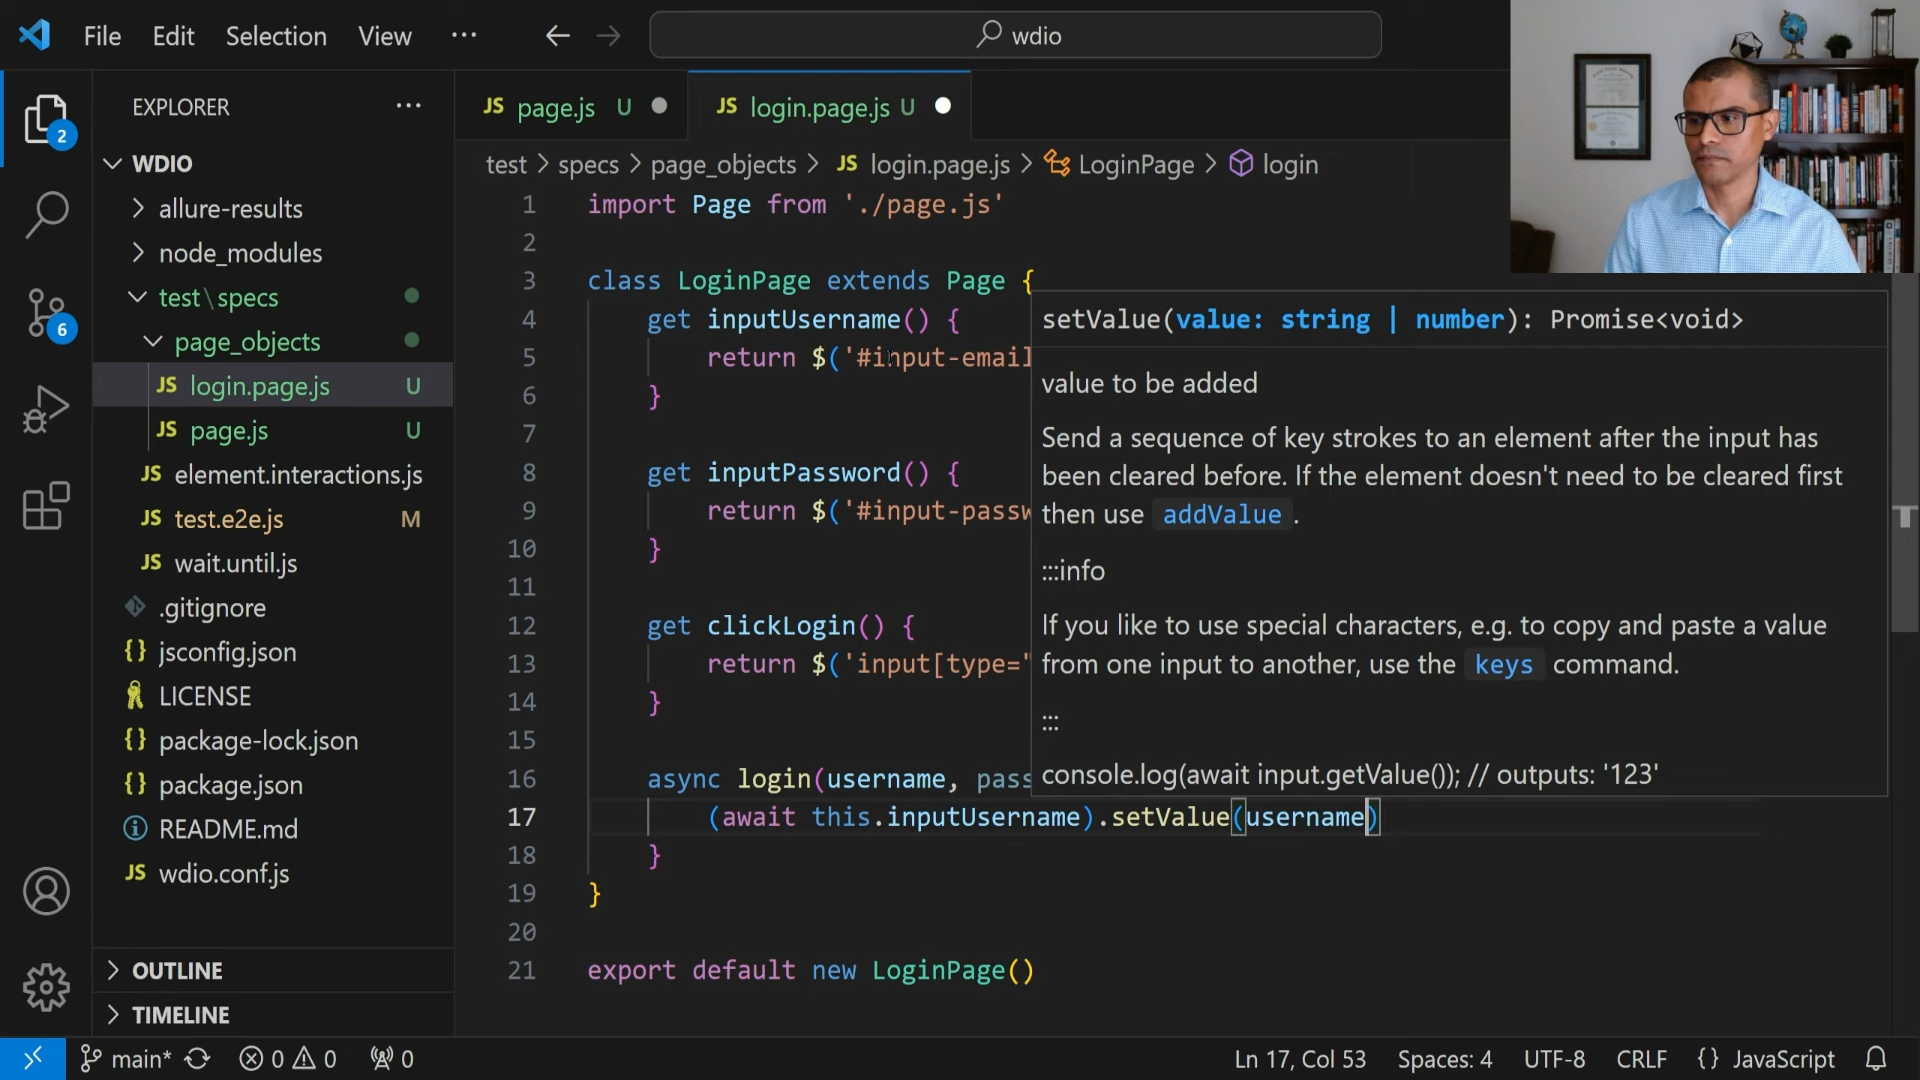 File Edit Selection View ...
wdio
EXPLORER ...
2
6
WDIO
allure-results
node_modules
test\specs
page_objects
JS login.page.js U
JS page.js U
JS element.interactions.js
JS test.e2e.js M
JS wait.until.js
.gitignore
{} jsconfig.json
LICENSE
{} package-lock.json
{} package.json
README.md
JS wdio.conf.js
OUTLINE
TIMELINE
JS page.js U
JS login.page.js U
test > specs > page_objects > JS login.page.js > LoginPage > login
1 import Page from './page.js'
2
3 class LoginPage extends Page {
4 get inputUsername() {
5 return $('#input-email
6 }
7
8 get inputPassword() {
9 return $('#input-passw
10 }
11
12 get clickLogin() {
13 return $('input[type="
14 }
15
16 async login(username, pass
17 (await this.inputUsername).setValue(username)
18 }
19 }
20
21 export default new LoginPage()
setValue(value: string | number): Promise<void>
value to be added
Send a sequence of key strokes to an element after the input has
been cleared before. If the element doesn't need to be cleared first
then use addValue .
:::info
If you like to use special characters, e.g. to copy and paste a value
from one input to another, use the keys command.
:::
console.log(await input.getValue()); // outputs: '123'
main* 0 0 0
Ln 17, Col 53 Spaces: 4 UTF-8 CRLF {} JavaScript